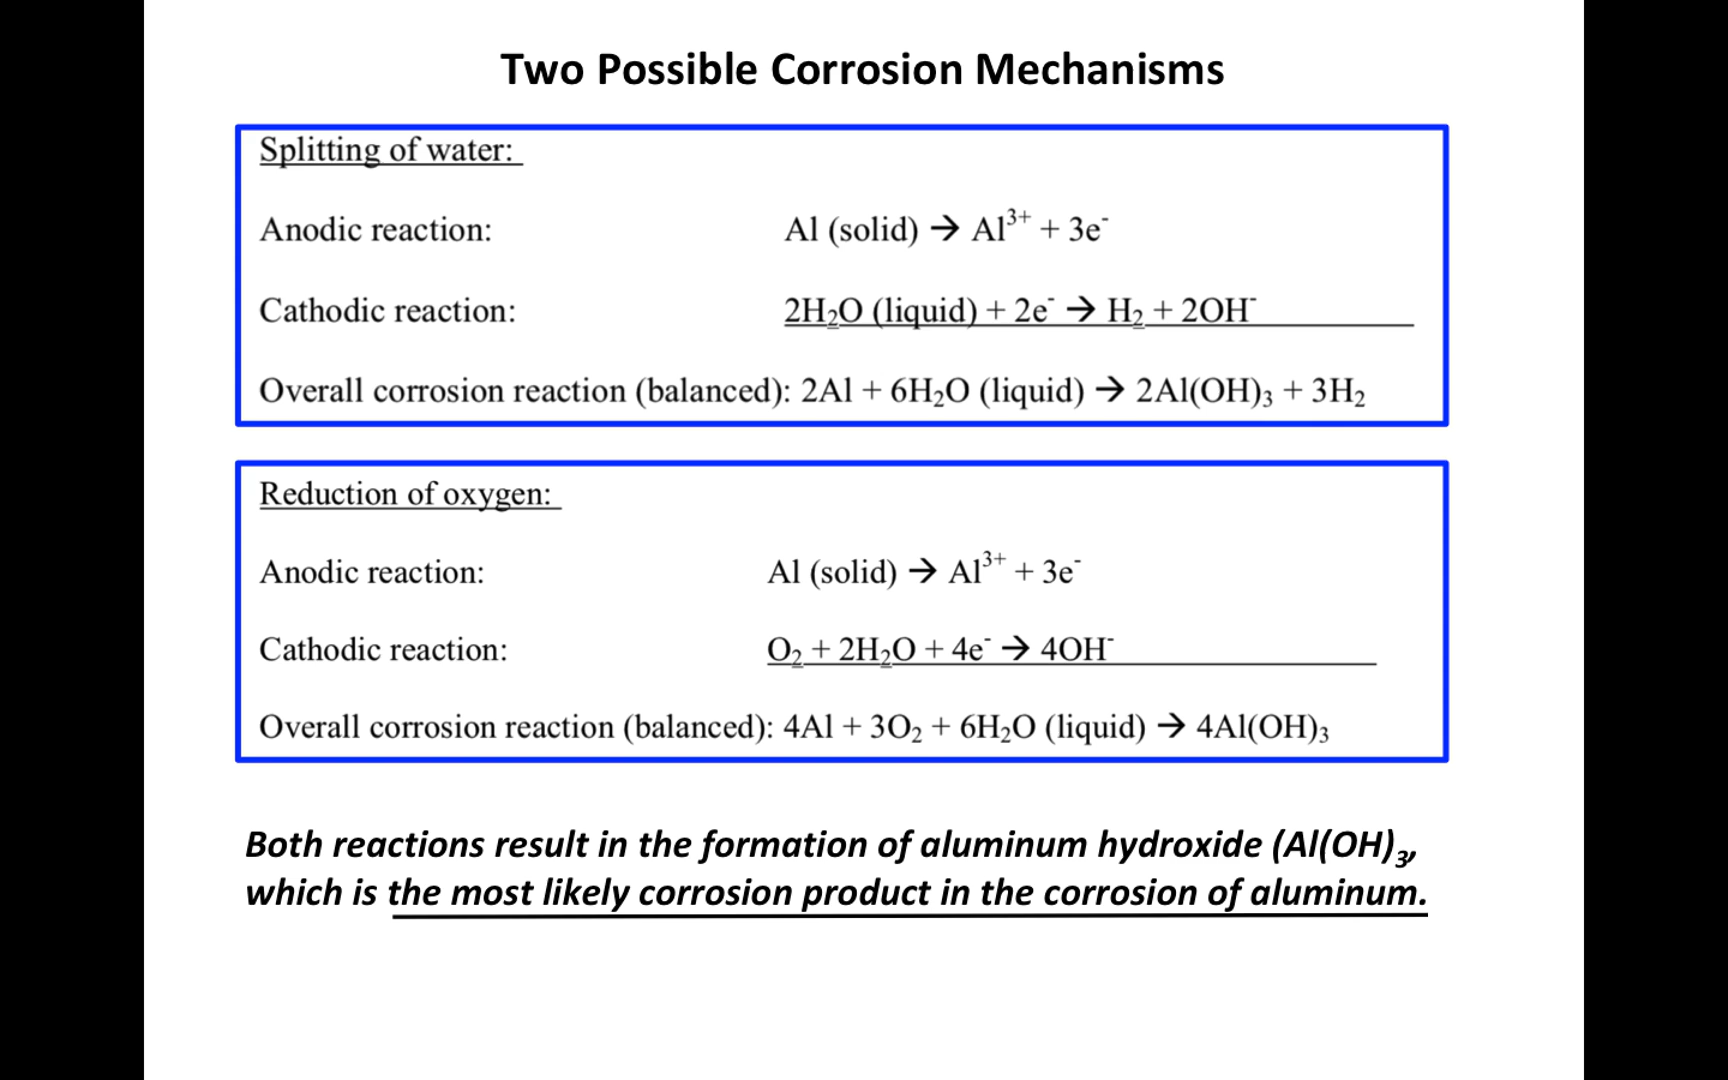 Two Possible Corrosion Mechanisms
Splitting of water:
Anodic reaction: Al (solid) → Al³⁺ + 3e⁻
Cathodic reaction: 2H₂O (liquid) + 2e⁻ → H₂ + 2OH⁻
Overall corrosion reaction (balanced): 2Al + 6H₂O (liquid) → 2Al(OH)₃ + 3H₂
Reduction of oxygen:
Anodic reaction: Al (solid) → Al³⁺ + 3e⁻
Cathodic reaction: O₂ + 2H₂O + 4e⁻ → 4OH⁻
Overall corrosion reaction (balanced): 4Al + 3O₂ + 6H₂O (liquid) → 4Al(OH)₃
Both reactions result in the formation of aluminum hydroxide (Al(OH)₃,
which is the most likely corrosion product in the corrosion of aluminum.